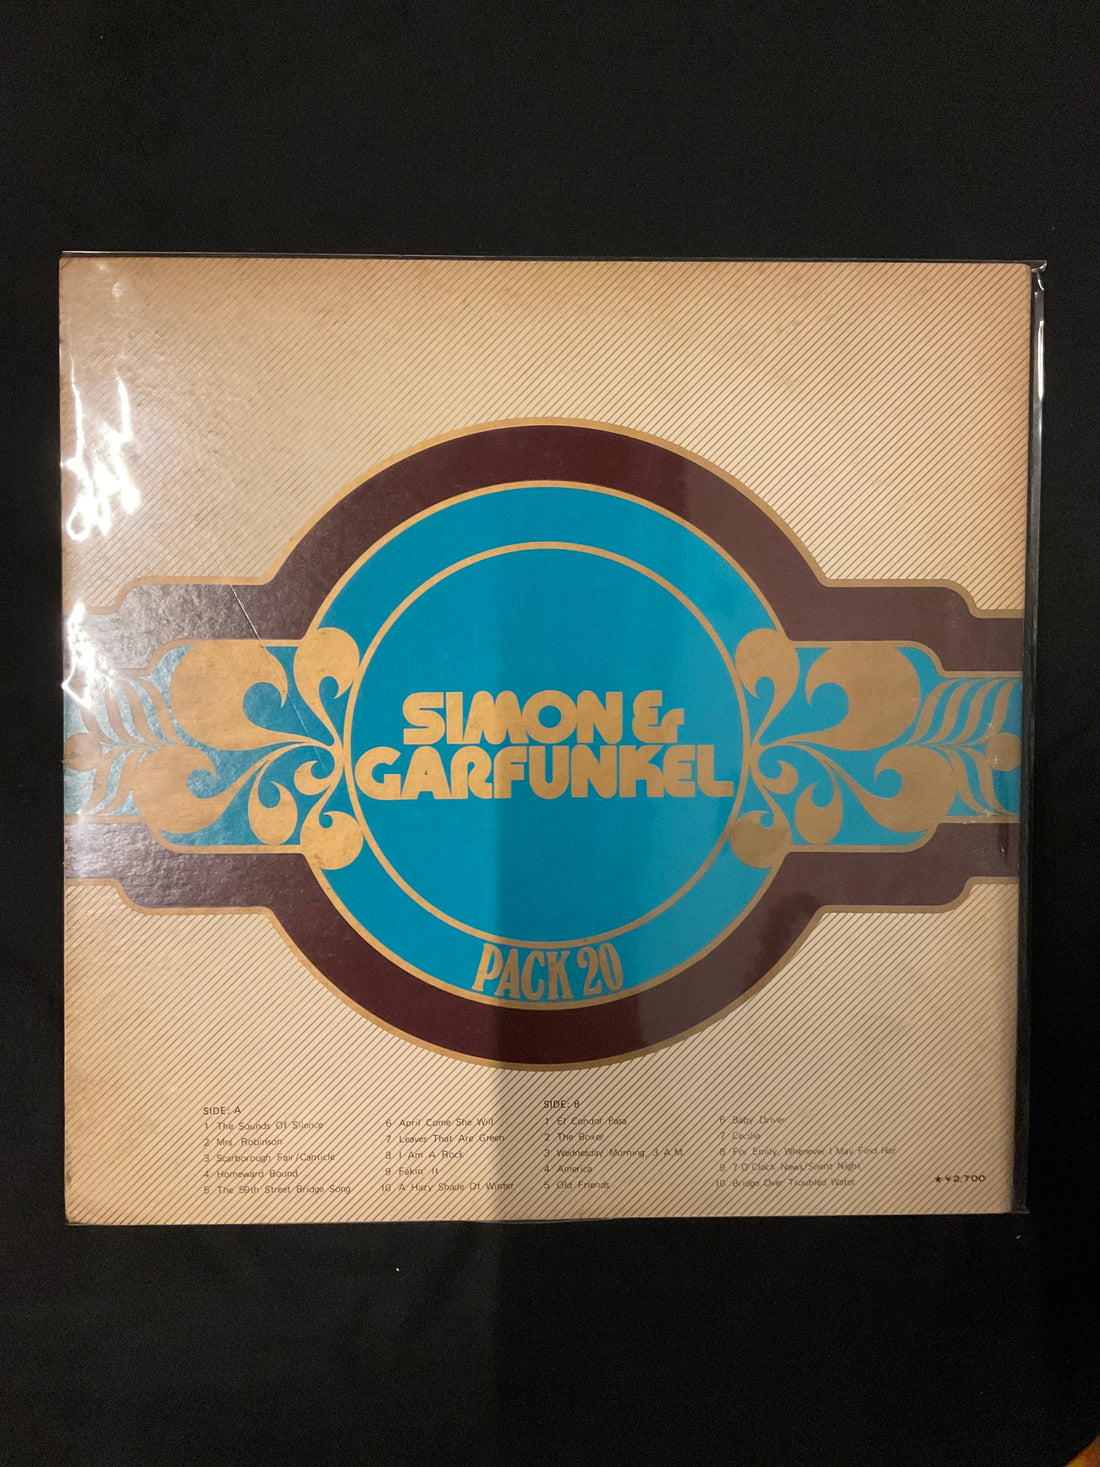 SIMON &
GARFUNKEL
PACK 20
SIDE: A
1 The Sounds Of Silence
2 Mrs. Robinson
3 Scarborough Fair/Canticle
4 Homeward Bound
5 The 59th Street Bridge Song
6 April Come She Will
7 Leaves That Are Green
8 I Am A Rock
9 Fakin' It
10 A Hazy Shade Of Winter
SIDE: B
1 El Condor Pasa
2 The Boxer
3 Wednesday Morning, 3 A.M.
4 America
5 Old Friends
6 Baby Driver
7 Cecilia
8 For Emily, Whenever I May Find Her
9 7 O'Clock News/Silent Night
10 Bridge Over Troubled Water
★¥2,700